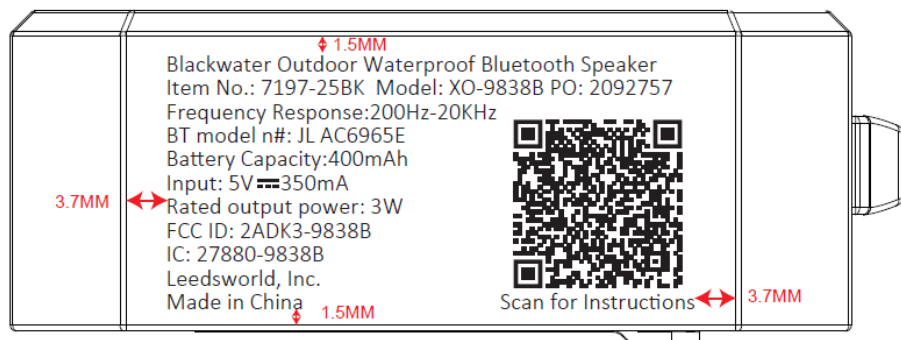 1.5MM
Blackwater Outdoor Waterproof Bluetooth Speaker
Item No.: 7197-25BK Model: XO-9838B PO: 2092757
Frequency Response:200Hz-20KHz
BT model n#: JL AC6965E
Battery Capacity:400mAh
Input: 5V⎓350mA
3.7MM
Rated output power: 3W
FCC ID: 2ADK3-9838B
IC: 27880-9838B
Leedsworld, Inc.
Made in China
Scan for Instructions
3.7MM
1.5MM